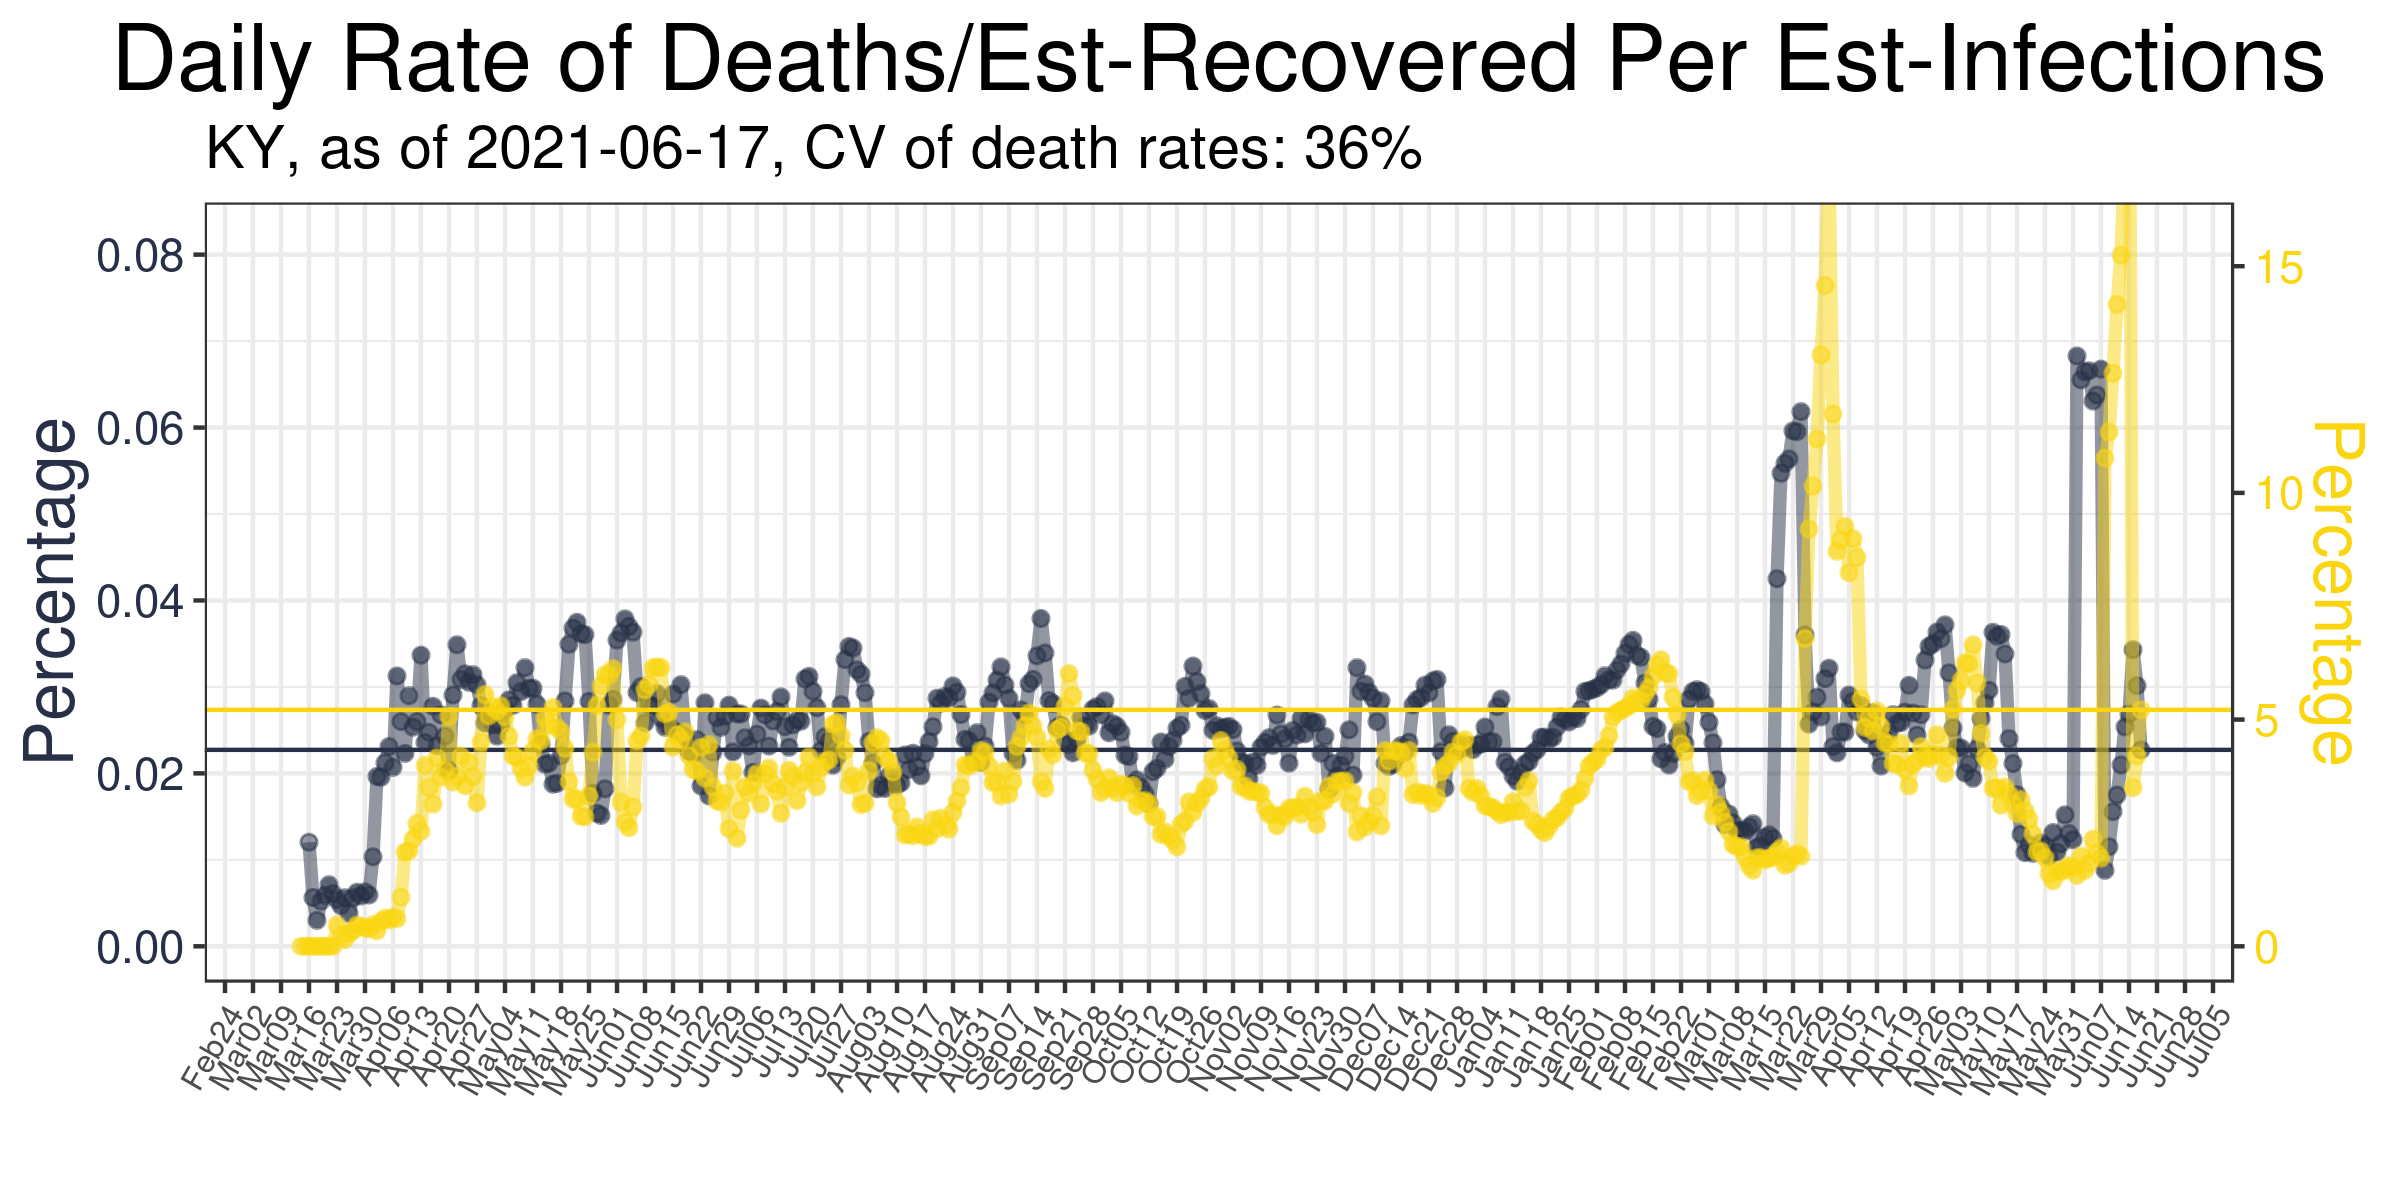 Daily Rate of Deaths/Est-Recovered Per Est-Infections
KY, as of 2021-06-17, CV of death rates: 36%
Percentage
0.08
0.06
0.04
0.02
0.00
15
10
5
0
Percentage
Feb24
Mar02
Mar09
Mar16
Mar23
Mar30
Apr06
Apr13
Apr20
Apr27
May04
May11
May18
May25
Jun01
Jun08
Jun15
Jun22
Jun29
Jul06
Jul13
Jul20
Jul27
Aug03
Aug10
Aug17
Aug24
Aug31
Sep07
Sep14
Sep21
Sep28
Oct05
Oct12
Oct19
Oct26
Nov02
Nov09
Nov16
Nov23
Nov30
Dec07
Dec14
Dec21
Dec28
Jan04
Jan11
Jan18
Jan25
Feb01
Feb08
Feb15
Feb22
Mar01
Mar08
Mar15
Mar22
Mar29
Apr05
Apr12
Apr19
Apr26
May03
May10
May17
May24
May31
Jun07
Jun14
Jun21
Jun28
Jul05